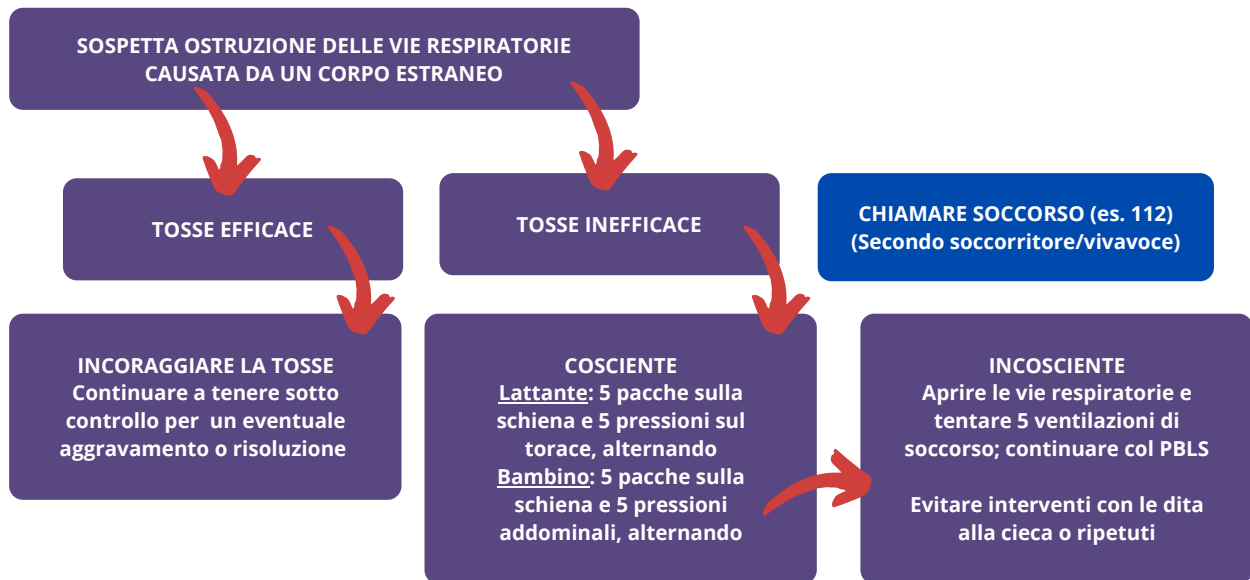 SOSPETTA OSTRUZIONE DELLE VIE RESPIRATORIE
CAUSATA DA UN CORPO ESTRANEO
TOSSE EFFICACE
TOSSE INEFFICACE
CHIAMARE SOCCORSO (es. 112)
(Secondo soccorritore/vivavoce)
INCORAGGIARE LA TOSSE
Continuare a tenere sotto
controllo per un eventuale
aggravamento o risoluzione
COSCIENTE
Lattante: 5 pacche sulla
schiena e 5 pressioni sul
torace, alternando
Bambino: 5 pacche sulla
schiena e 5 pressioni
addominali, alternando
INCOSCIENTE
Aprire le vie respiratorie e
tentare 5 ventilazioni di
soccorso; continuare col PBLS
Evitare interventi con le dita
alla cieca o ripetuti